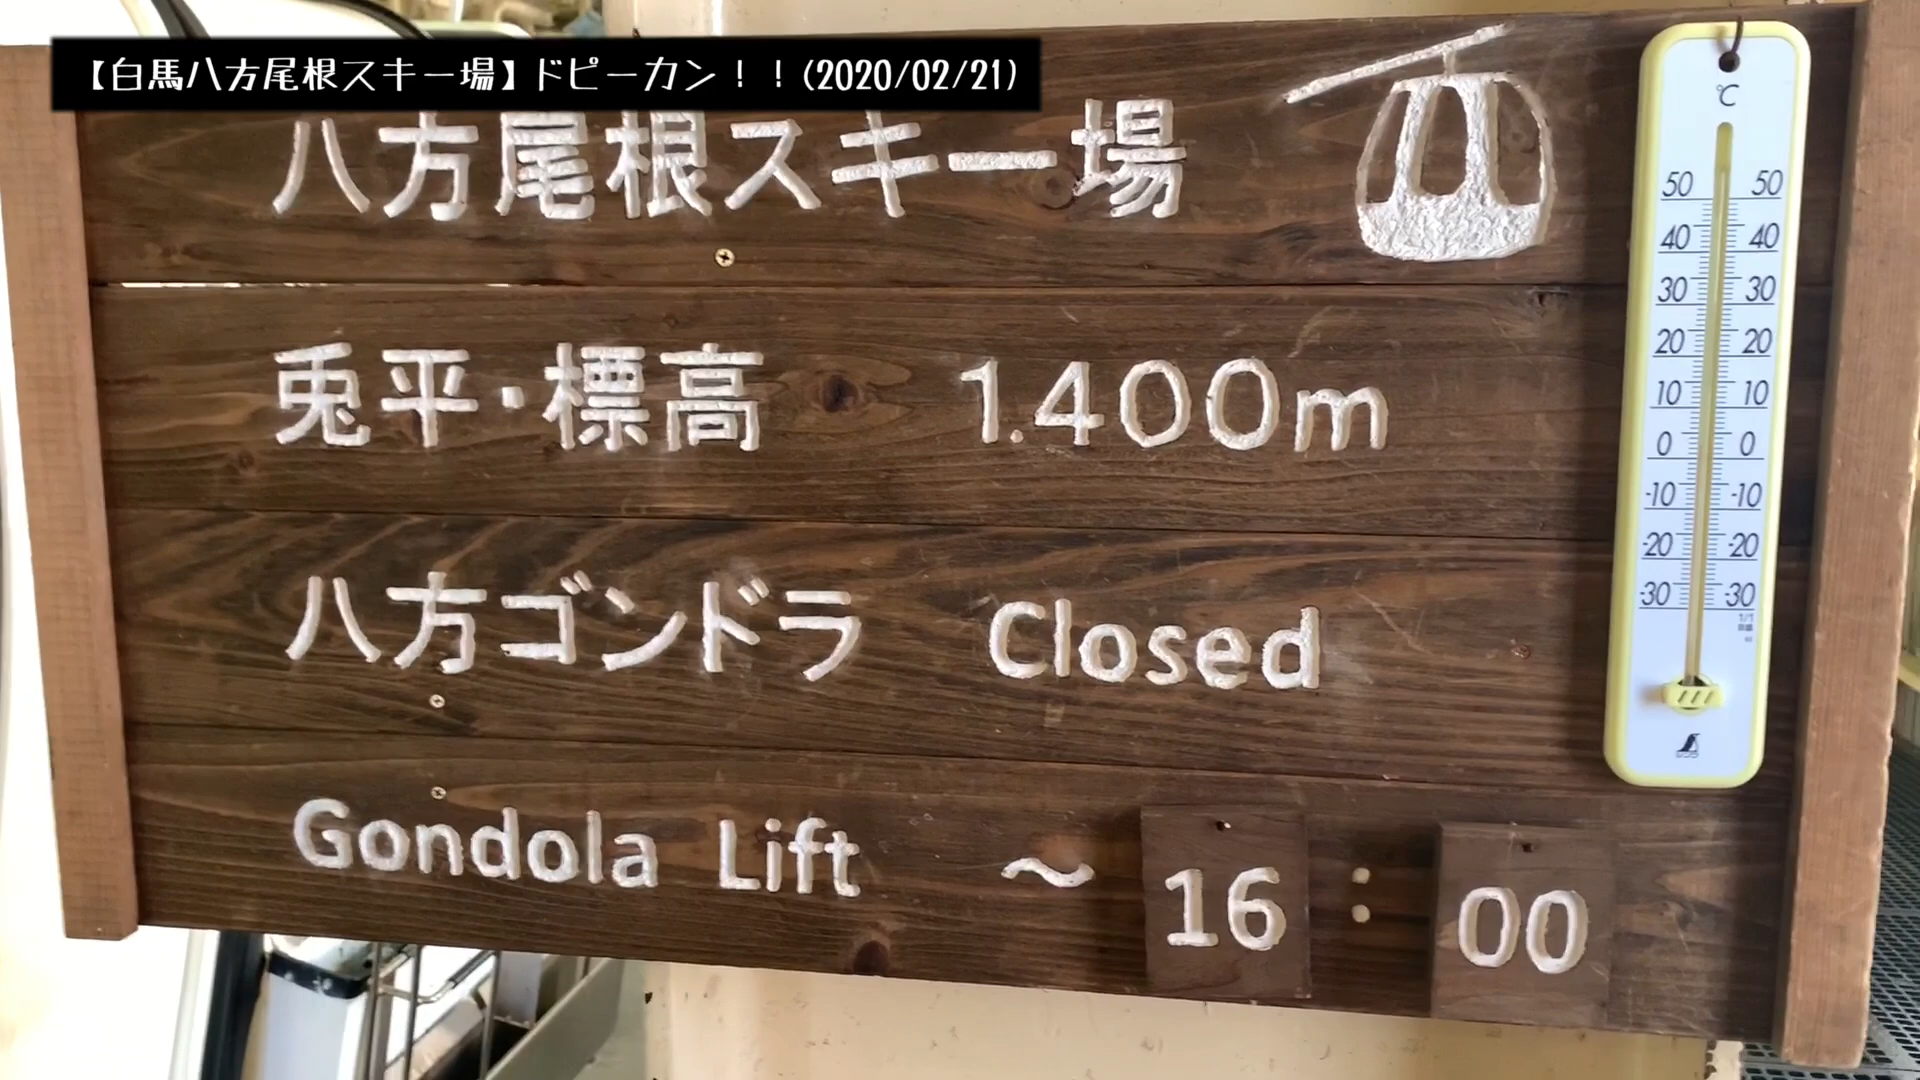 【白馬八方尾根スキー場】ドピーカン！！(2020/02/21)
八方尾根スキー場
兎平・標高 1.400m
八方ゴンドラ Closed
Gondola Lift ～ 16:00
℃
50 50
40 40
30 30
20 20
10 10
0 0
-10 -10
-20 -20
-30 -30